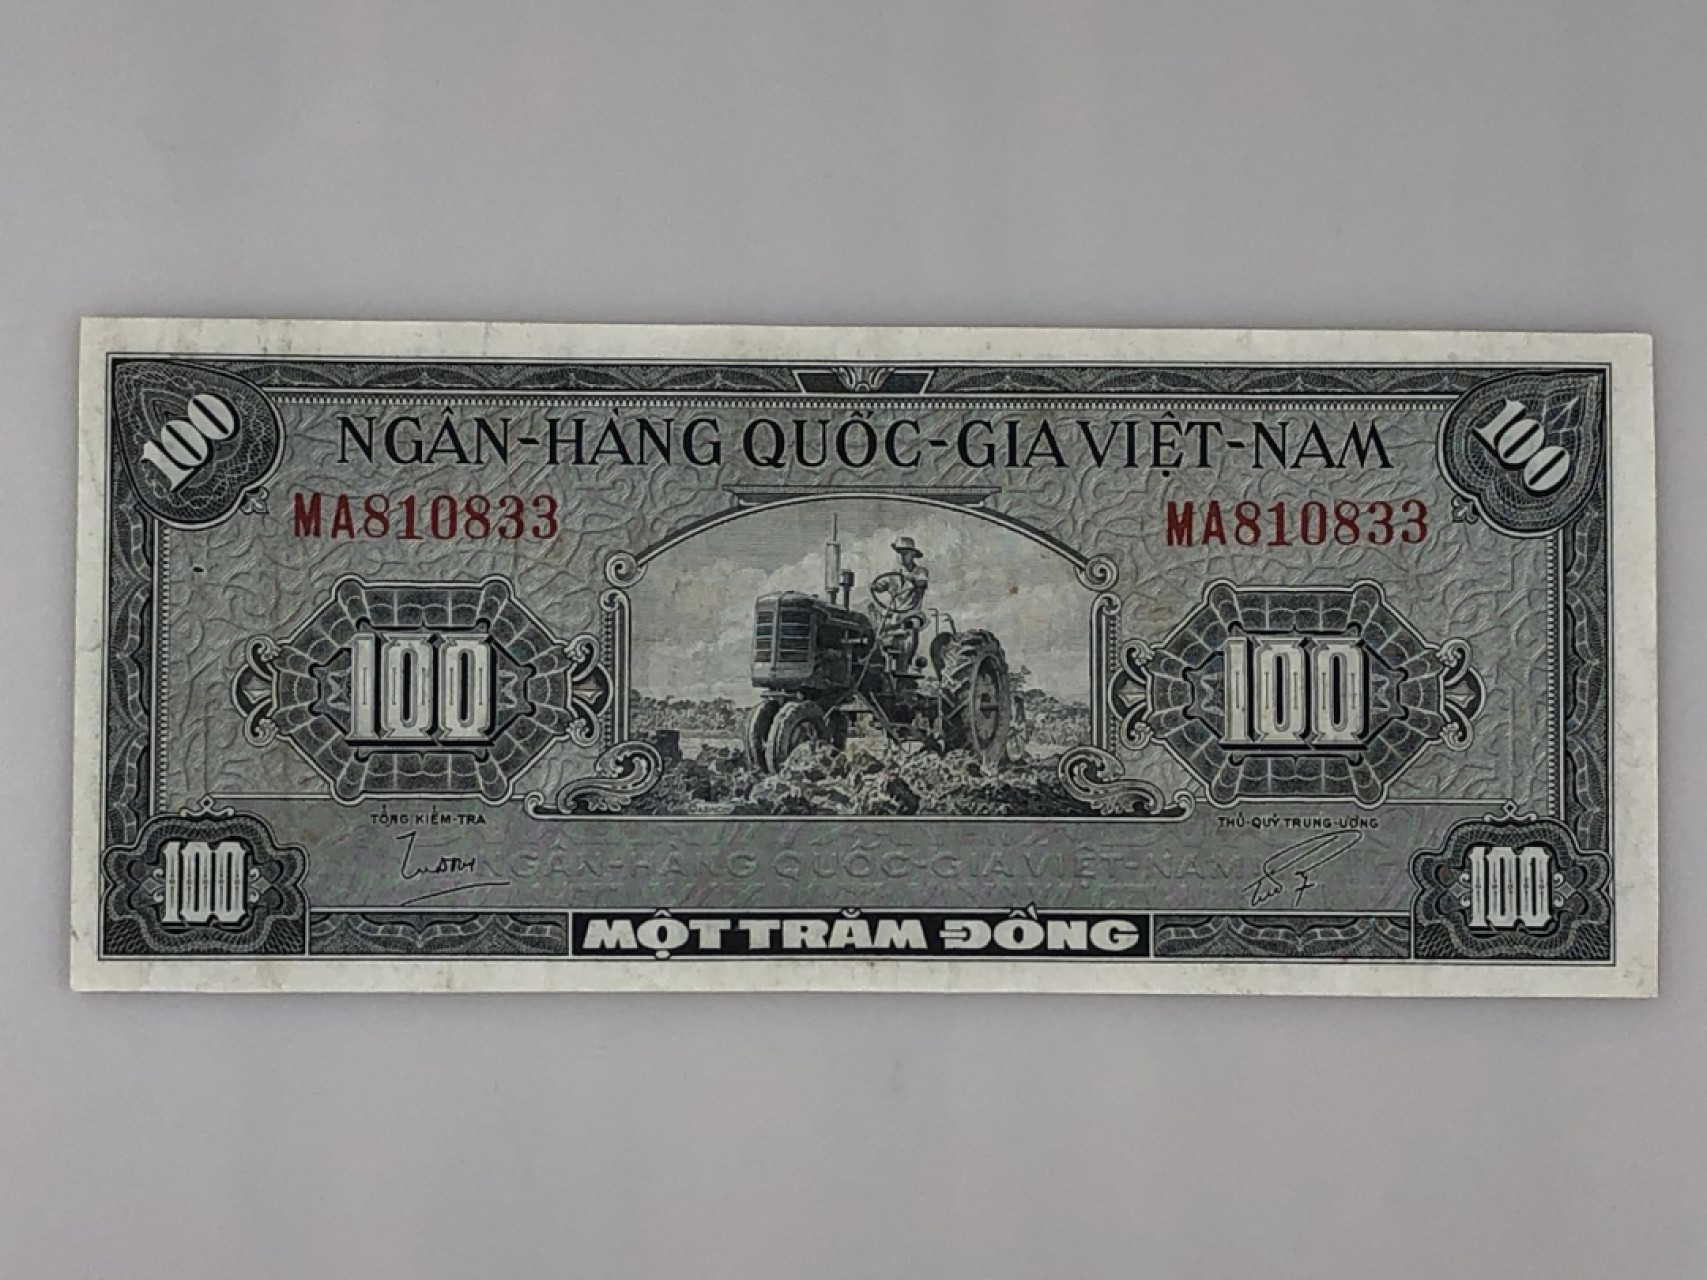 100 100
NGÂN-HÀNG QUỐC-GIA VIỆT-NAM
MA810833 MA810833
100 100
TỔNG KIỂM-TRA THỦ-QUỸ TRUNG-ƯƠNG
NGÂN-HÀNG QUỐC-GIA VIỆT-NAM
100 100
MỘT TRĂM ĐỒNG